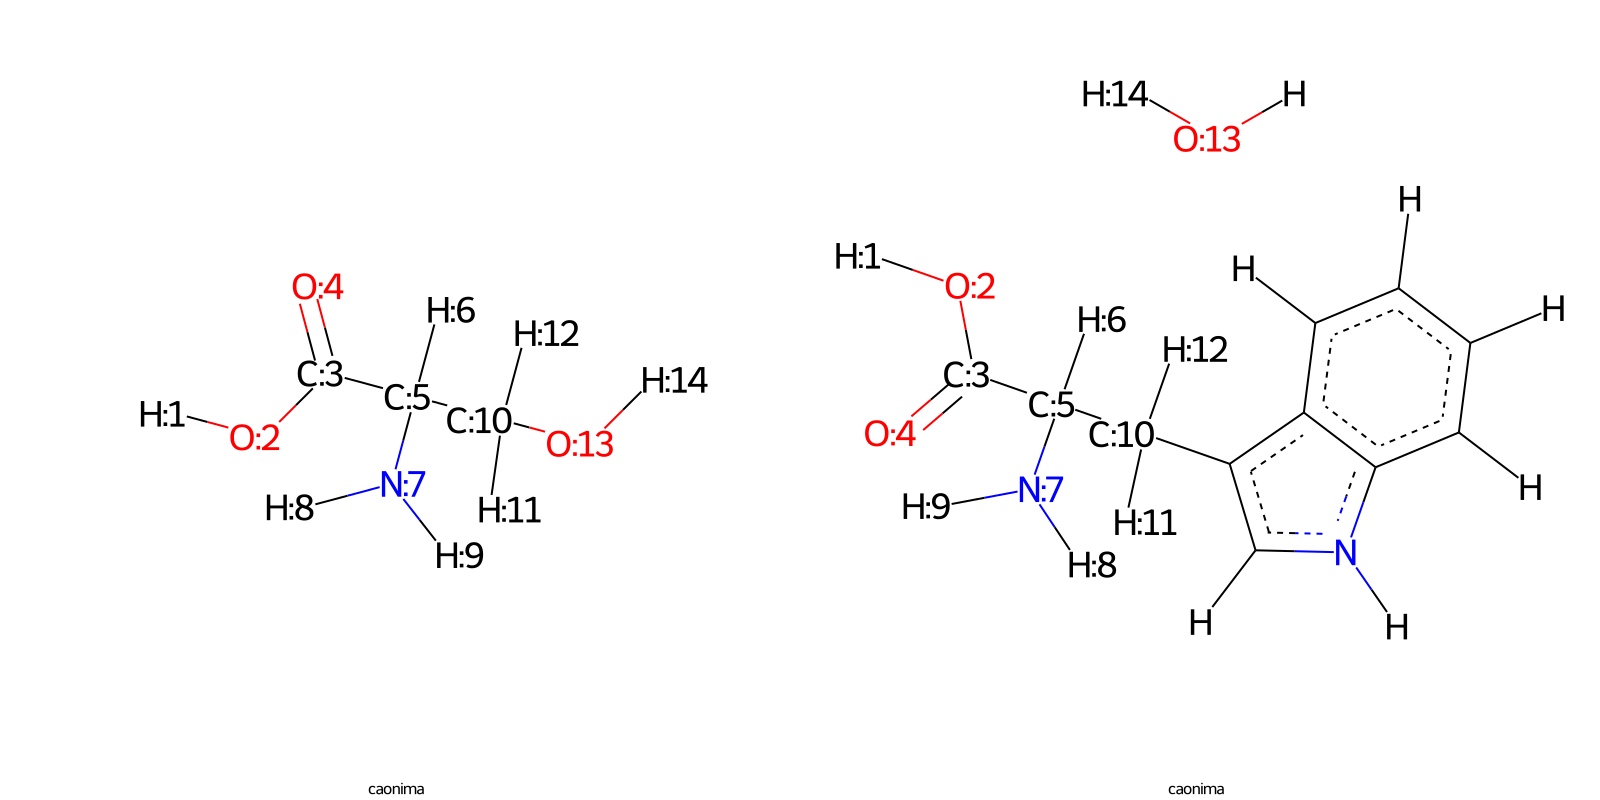 H:14 H
O:13
H
H:1 H
O:2 H
O:4 H:6 H:6
H:12 H:12
C:3 C:3
H:14 C:5 C:5
H:1 C:10 C:10
O:2 O:13 O:4
N:7 N:7 H
H:8 H:11 H:9 H:11
H:9 H:8 N
H H
caonima caonima